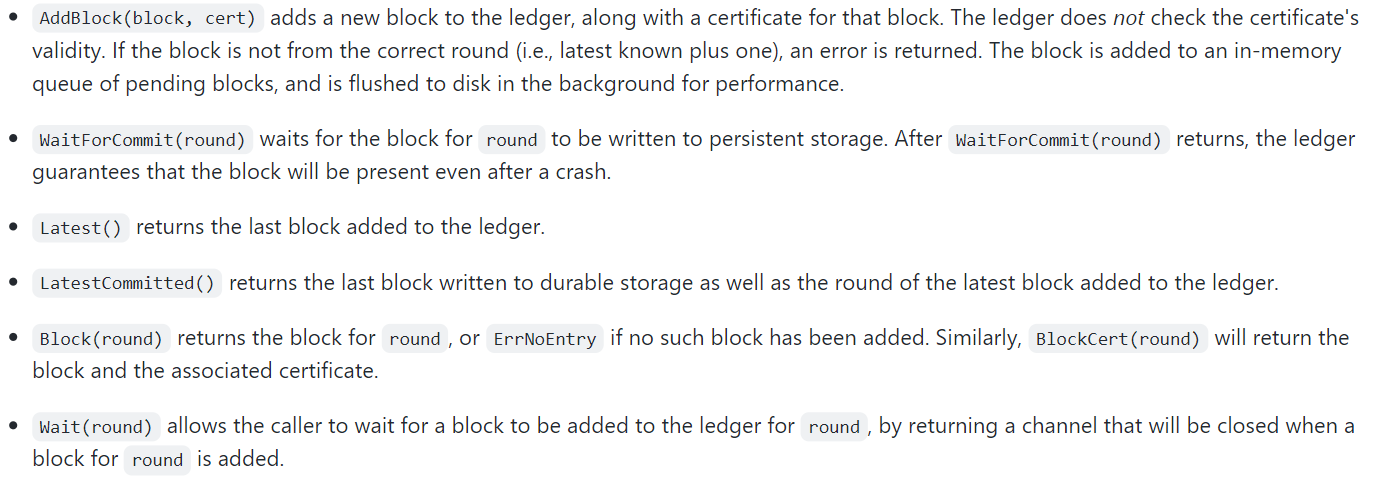 • AddBlock(block, cert) adds a new block to the ledger, along with a certificate for that block. The ledger does not check the certificate's
validity. If the block is not from the correct round (i.e., latest known plus one), an error is returned. The block is added to an in-memory
queue of pending blocks, and is flushed to disk in the background for performance.
• WaitForCommit(round) waits for the block for round to be written to persistent storage. After WaitForCommit(round) returns, the ledger
guarantees that the block will be present even after a crash.
• Latest() returns the last block added to the ledger.
• LatestCommitted() returns the last block written to durable storage as well as the round of the latest block added to the ledger.
• Block(round) returns the block for round, or ErrNoEntry if no such block has been added. Similarly, BlockCert(round) will return the
block and the associated certificate.
• Wait(round) allows the caller to wait for a block to be added to the ledger for round, by returning a channel that will be closed when a
block for round is added.